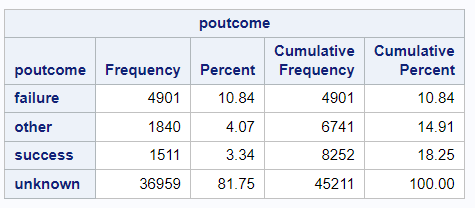 poutcome
poutcome Frequency Percent Cumulative Frequency Cumulative Percent
failure 4901 10.84 4901 10.84
other 1840 4.07 6741 14.91
success 1511 3.34 8252 18.25
unknown 36959 81.75 45211 100.00